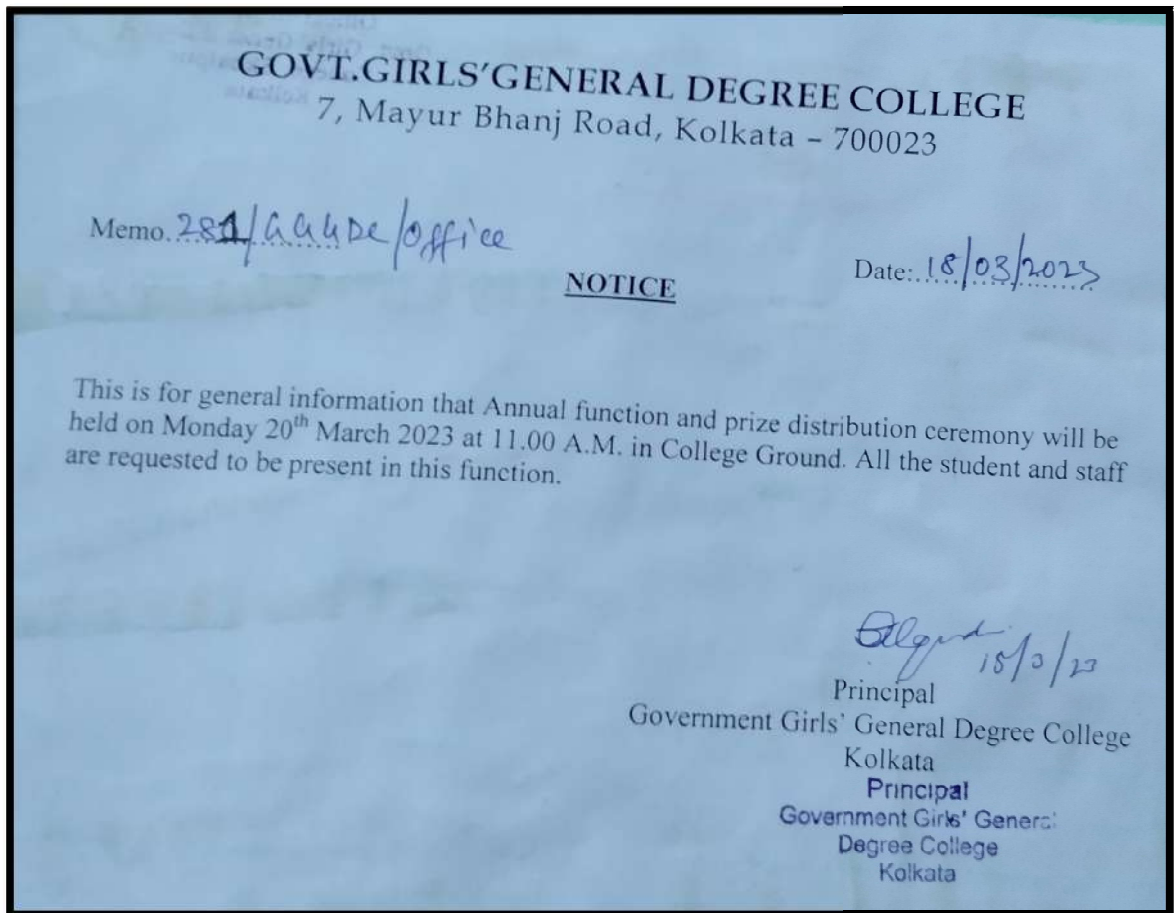 GOVT.GIRLS'GENERAL DEGREE COLLEGE
7, Mayur Bhanj Road, Kolkata – 700023
Memo. 281/GGGDC/Office
Date: 18/03/2023
NOTICE
This is for general information that Annual function and prize distribution ceremony will be
held on Monday 20th March 2023 at 11.00 A.M. in College Ground. All the student and staff
are requested to be present in this function.
Principal
Government Girls' General Degree College
Kolkata
Principal
Government Girls' General
Degree College
Kolkata